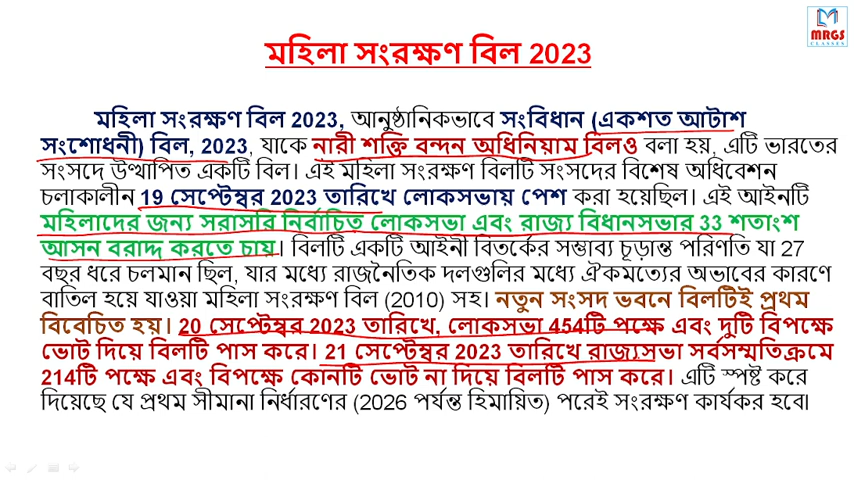 MRGS
CLASSES
মহিলা সংরক্ষণ বিল 2023
মহিলা সংরক্ষণ বিল 2023, আনুষ্ঠানিকভাবে সংবিধান (একশত আটাশ
সংশোধনী) বিল, 2023, যাকে নারী শক্তি বন্দন অধিনিয়াম বিলও বলা হয়, এটি ভারতের
সংসদে উত্থাপিত একটি বিল। এই মহিলা সংরক্ষণ বিলটি সংসদের বিশেষ অধিবেশন
চলাকালীন 19 সেপ্টেম্বর 2023 তারিখে লোকসভায় পেশ করা হয়েছিল। এই আইনটি
মহিলাদের জন্য সরাসরি নির্বাচিত লোকসভা এবং রাজ্য বিধানসভার 33 শতাংশ
আসন বরাদ্দ করতে চায়। বিলটি একটি আইনী বিতর্কের সম্ভাব্য চূড়ান্ত পরিণতি যা 27
বছর ধরে চলমান ছিল, যার মধ্যে রাজনৈতিক দলগুলির মধ্যে ঐকমত্যের অভাবের কারণে
বাতিল হয়ে যাওয়া মহিলা সংরক্ষণ বিল (2010) সহ। নতুন সংসদ ভবনে বিলটিই প্রথম
বিবেচিত হয়। 20 সেপ্টেম্বর 2023 তারিখে, লোকসভা 454টি পক্ষে এবং দুটি বিপক্ষে
ভোট দিয়ে বিলটি পাস করে। 21 সেপ্টেম্বর 2023 তারিখে রাজ্যসভা সর্বসম্মতিক্রমে
214টি পক্ষে এবং বিপক্ষে কোনটি ভোট না দিয়ে বিলটি পাস করে। এটি স্পষ্ট করে
দিয়েছে যে প্রথম সীমানা নির্ধারণের (2026 পর্যন্ত হিমায়িত) পরেই সংরক্ষণ কার্যকর হবে।